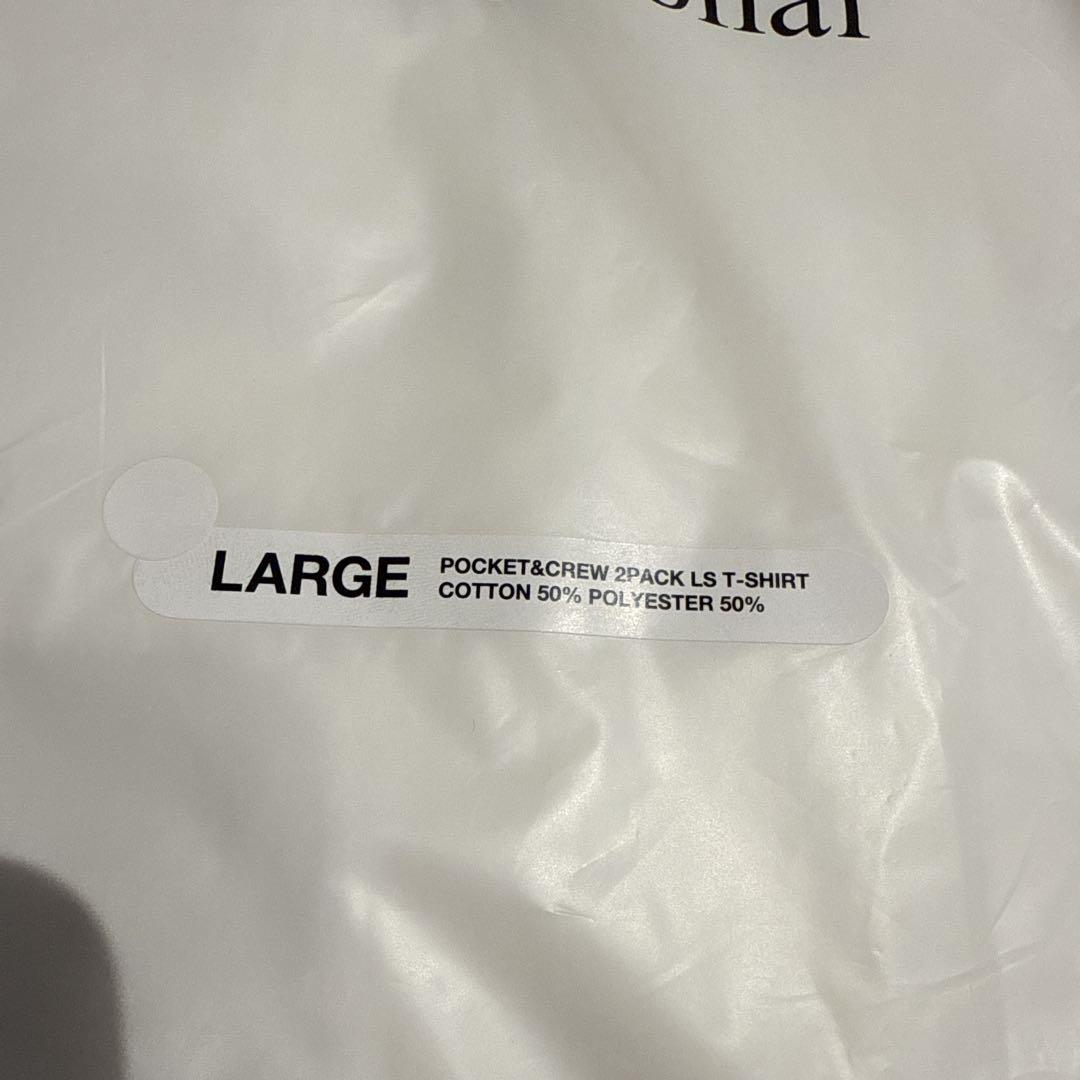 LARGE
POCKET&CREW 2PACK LS T-SHIRT
COTTON 50% POLYESTER 50%